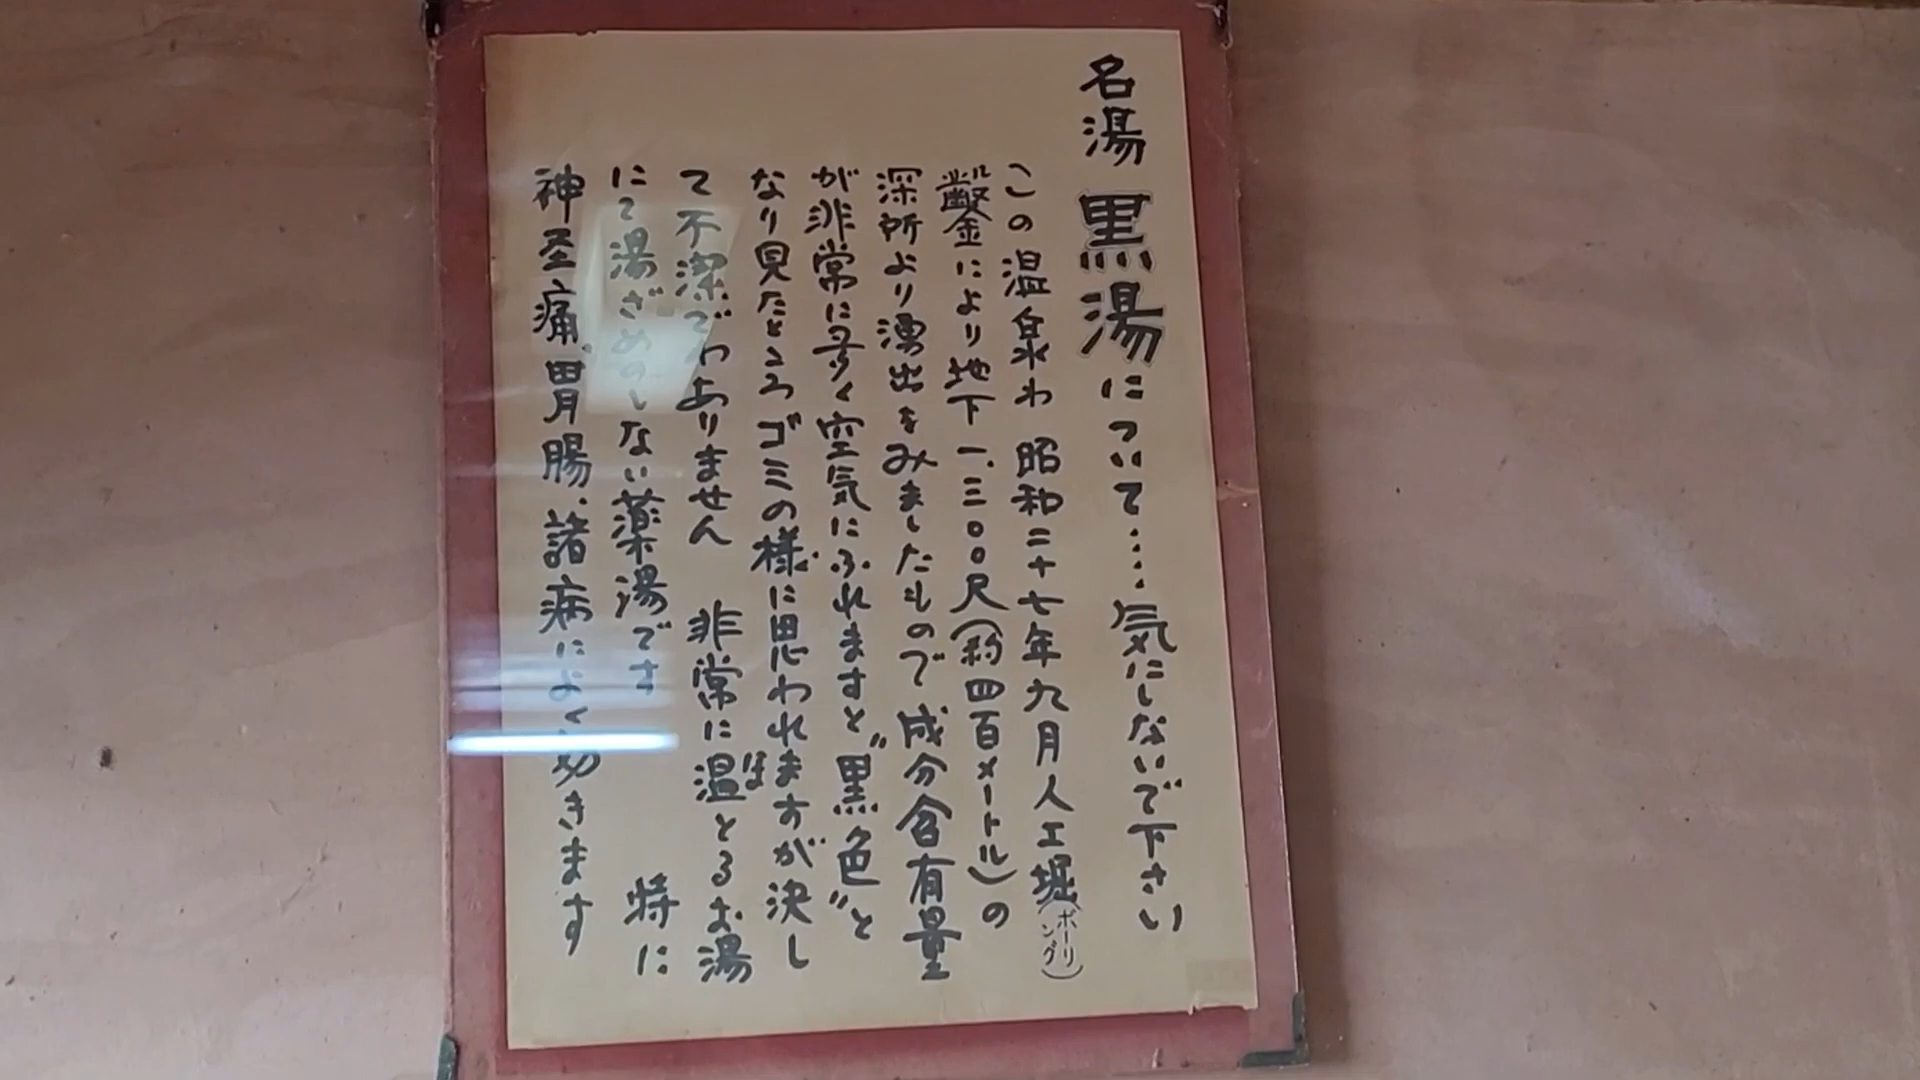 名湯 黒湯について‥‥気にしないで下さい
この温泉わ 昭和二十七年九月人工堀(ボーリング)
鑿により地下一、三〇〇尺(約四百メートル)の
深所より湧出をみましたもので 成分含有量
が非常に多く空気にふれますと〝黒色〟と
なり見たところゴミの様に思われますが決し
て不潔でわありません 非常に温とるお湯
にて湯ざめのしない薬湯です 特に
神圣痛、胃腸、諸病によく効きます